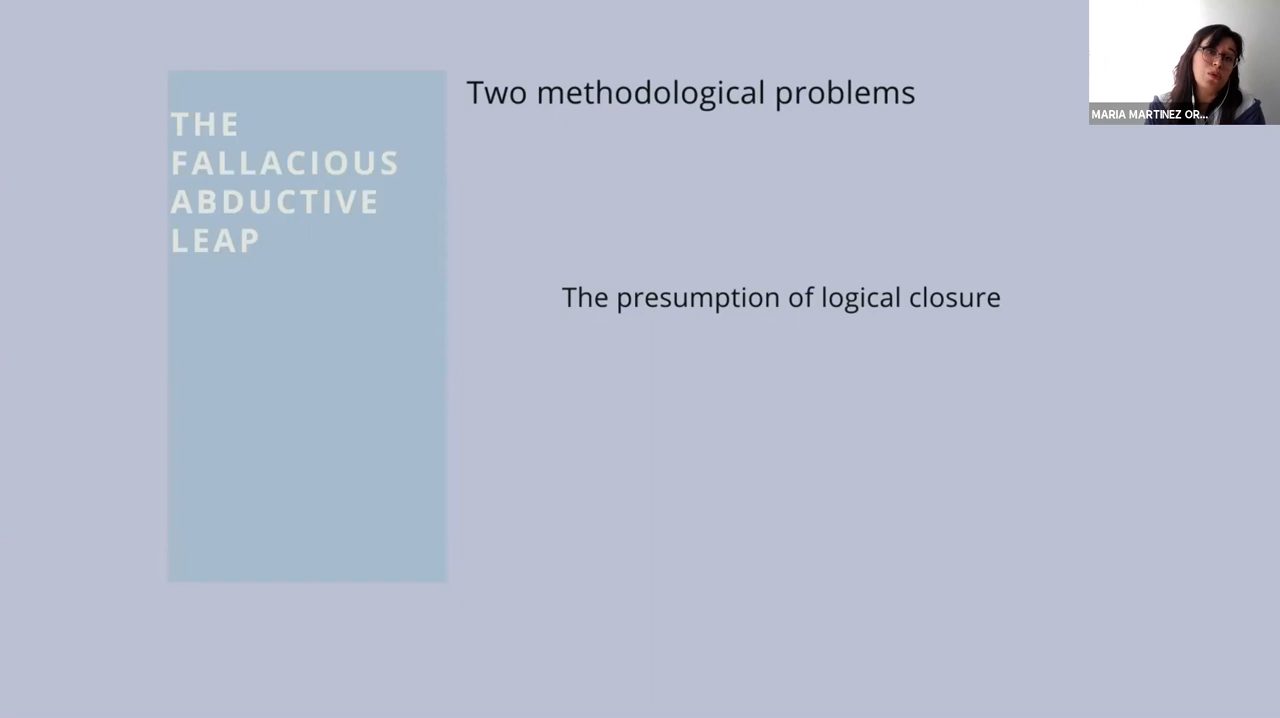 THE
FALLACIOUS
ABDUCTIVE
LEAP
Two methodological problems
The presumption of logical closure
MARIA MARTINEZ OR...